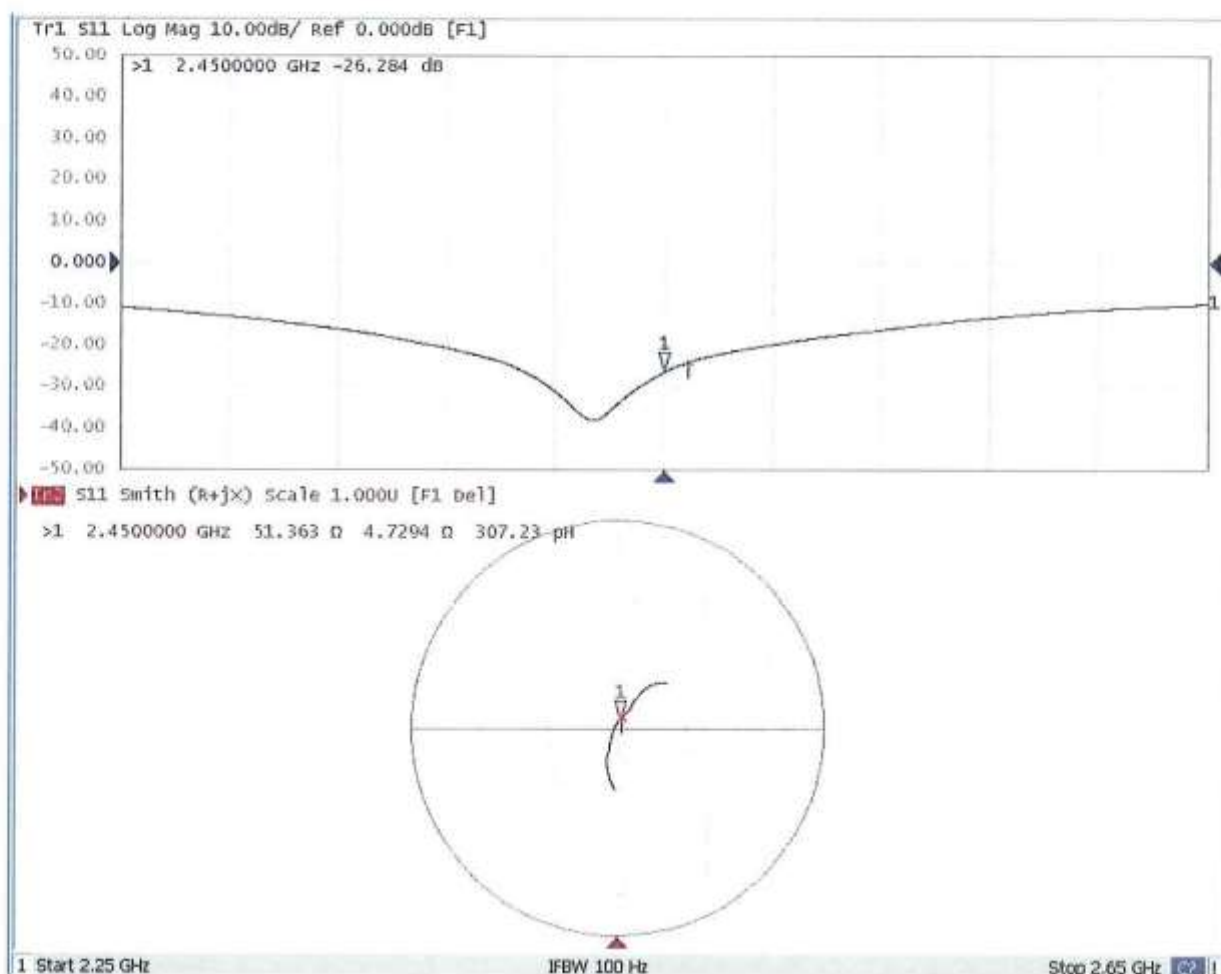 Tr1 S11 Log Mag 10.00dB/ Ref 0.000dB [F1]
50.00
>1 2.4500000 GHz -26.284 dB
40.00
30.00
20.00
10.00
0.000
-10.00
1
-20.00
1
-30.00
-40.00
-50.00
Tr2 S11 Smith (R+jX) Scale 1.000U [F1 Del]
>1 2.4500000 GHz 51.363 Ω 4.7294 Ω 307.23 pH
1
1 Start 2.25 GHz IFBW 100 Hz Stop 2.65 GHz